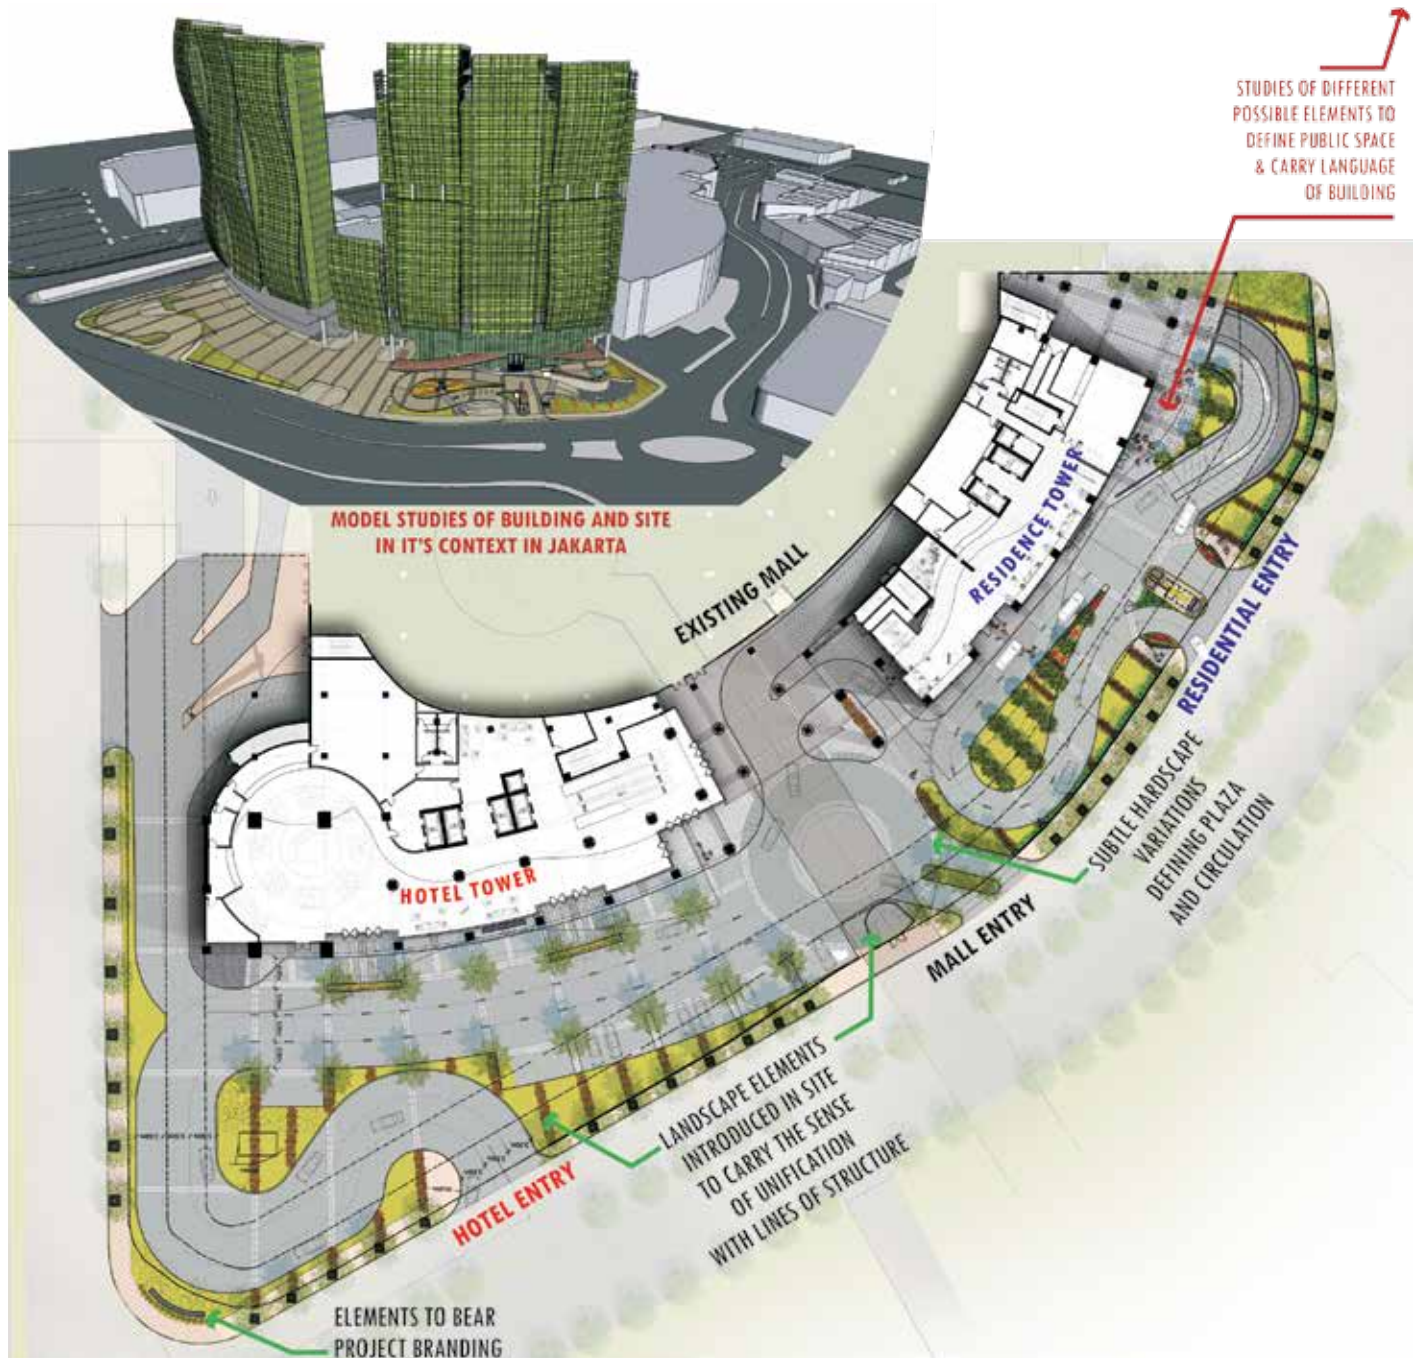 STUDIES OF DIFFERENT
POSSIBLE ELEMENTS TO
DEFINE PUBLIC SPACE
& CARRY LANGUAGE
OF BUILDING
MODEL STUDIES OF BUILDING AND SITE
IN IT'S CONTEXT IN JAKARTA
EXISTING MALL
RESIDENCE TOWER
RESIDENTIAL ENTRY
HOTEL TOWER
SUBTLE HARDSCAPE
VARIATIONS
DEFINING PLAZA
AND CIRCULATION
MALL ENTRY
LANDSCAPE ELEMENTS
INTRODUCED IN SITE
TO CARRY THE SENSE
OF UNIFICATION
WITH LINES OF STRUCTURE
HOTEL ENTRY
ELEMENTS TO BEAR
PROJECT BRANDING